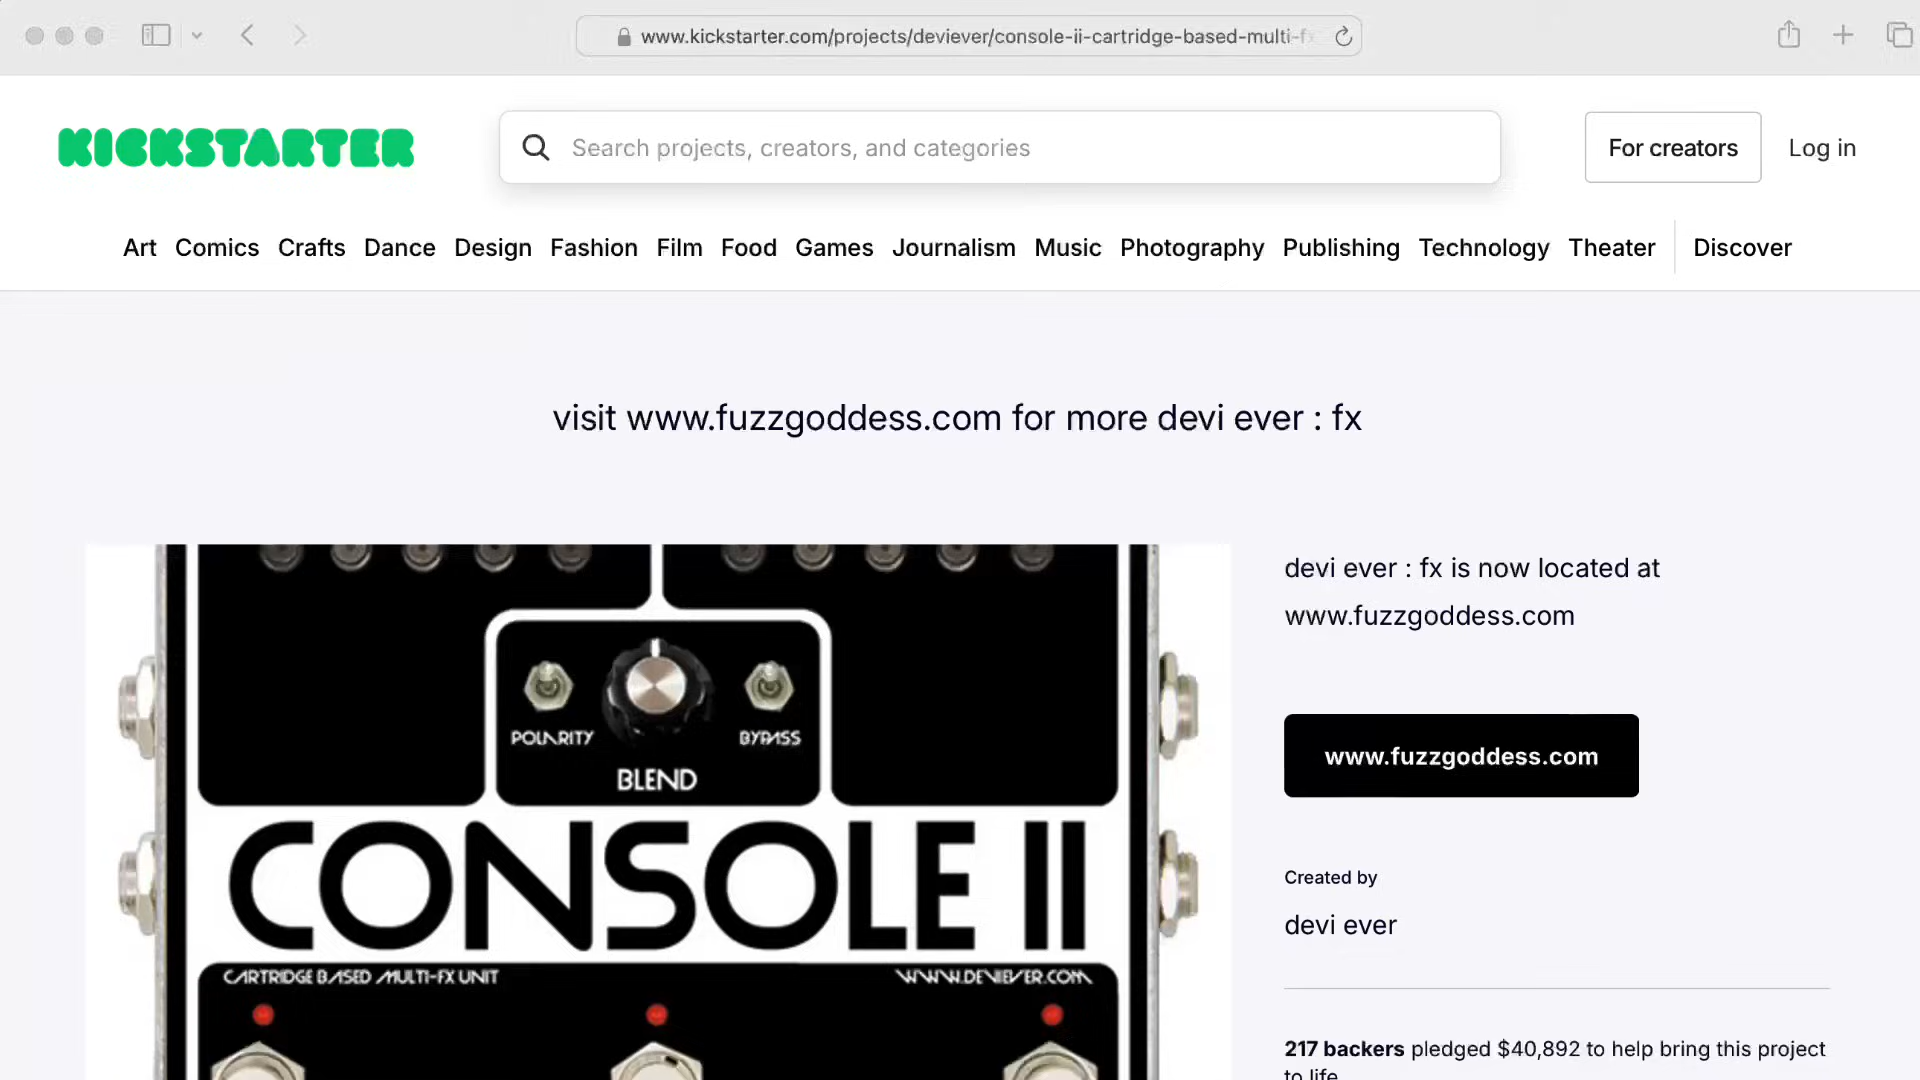 www.kickstarter.com/projects/deviever/console-ii-cartridge-based-multi-f
KICKSTARTER
Search projects, creators, and categories
For creators
Log in
Art Comics Crafts Dance Design Fashion Film Food Games Journalism Music Photography Publishing Technology Theater Discover
visit www.fuzzgoddess.com for more devi ever : fx
POLARITY
BYPASS
BLEND
CONSOLE II
CARTRIDGE BASED MULTI-FX UNIT
WWW.DEVIEVER.COM
devi ever : fx is now located at
www.fuzzgoddess.com
www.fuzzgoddess.com
Created by
devi ever
217 backers pledged $40,892 to help bring this project
to life